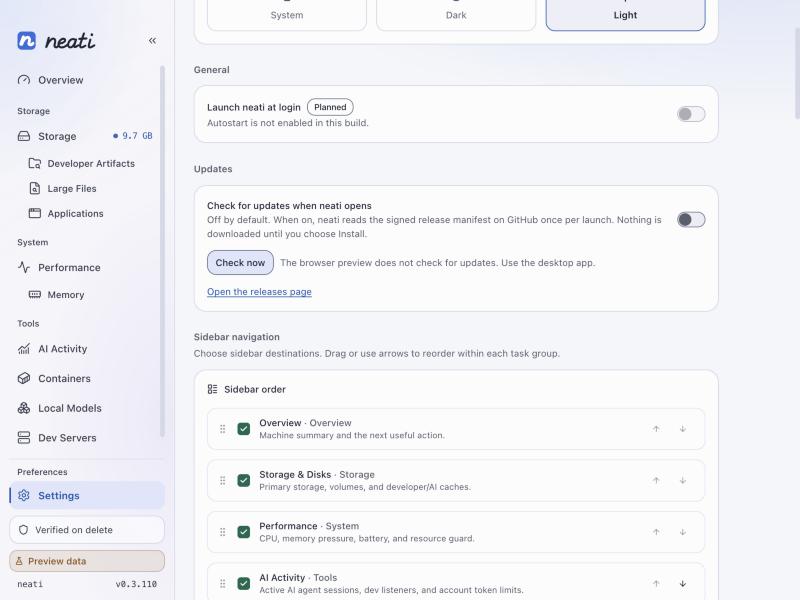 neati
«
Overview
Storage
Storage
9.7 GB
Developer Artifacts
Large Files
Applications
System
Performance
Memory
Tools
AI Activity
Containers
Local Models
Dev Servers
Preferences
Settings
Verified on delete
Preview data
neati
v0.3.110
System
Dark
Light
General
Launch neati at login
Planned
Autostart is not enabled in this build.
Updates
Check for updates when neati opens
Off by default. When on, neati reads the signed release manifest on GitHub once per launch. Nothing is
downloaded until you choose Install.
Check now
The browser preview does not check for updates. Use the desktop app.
Open the releases page
Sidebar navigation
Choose sidebar destinations. Drag or use arrows to reorder within each task group.
Sidebar order
Overview · Overview
Machine summary and the next useful action.
Storage & Disks · Storage
Primary storage, volumes, and developer/AI caches.
Performance · System
CPU, memory pressure, battery, and resource guard.
AI Activity · Tools
Active AI agent sessions, dev listeners, and account token limits.